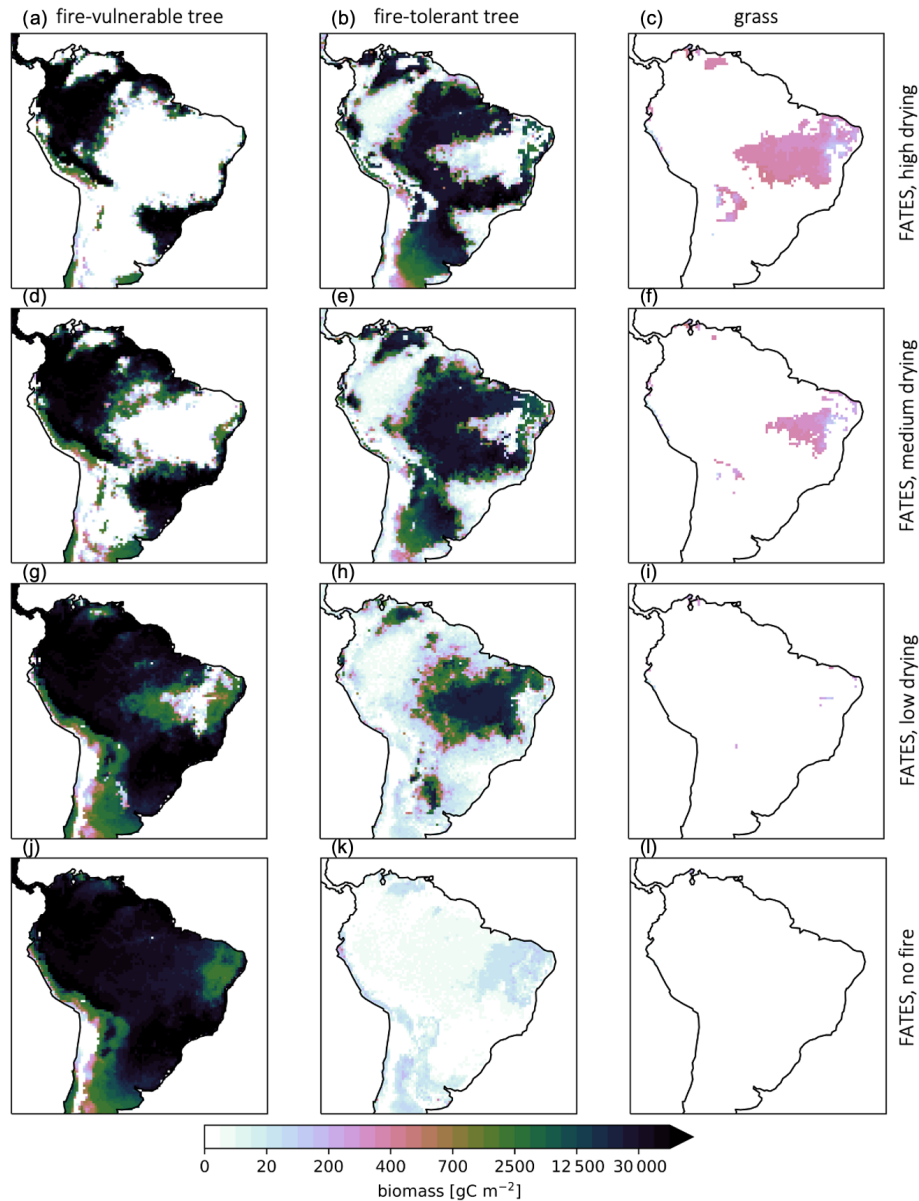 (a) fire-vulnerable tree (b) fire-tolerant tree (c) grass
FATES, high drying
(d) (e) (f)
FATES, medium drying
(g) (h) (i)
FATES, low drying
(j) (k) (l)
FATES, no fire
0 20 200 400 700 2500 12 500 30 000
biomass [gC m⁻²]